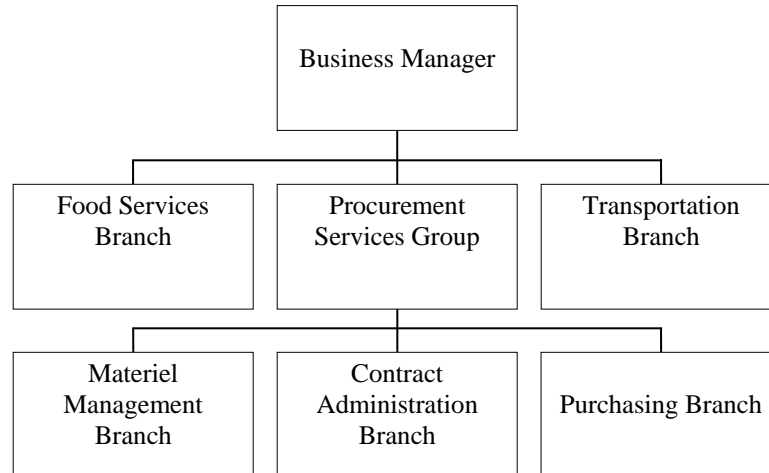 Business Manager
Food Services
Branch
Procurement
Services Group
Transportation
Branch
Materiel
Management
Branch
Contract
Administration
Branch
Purchasing Branch